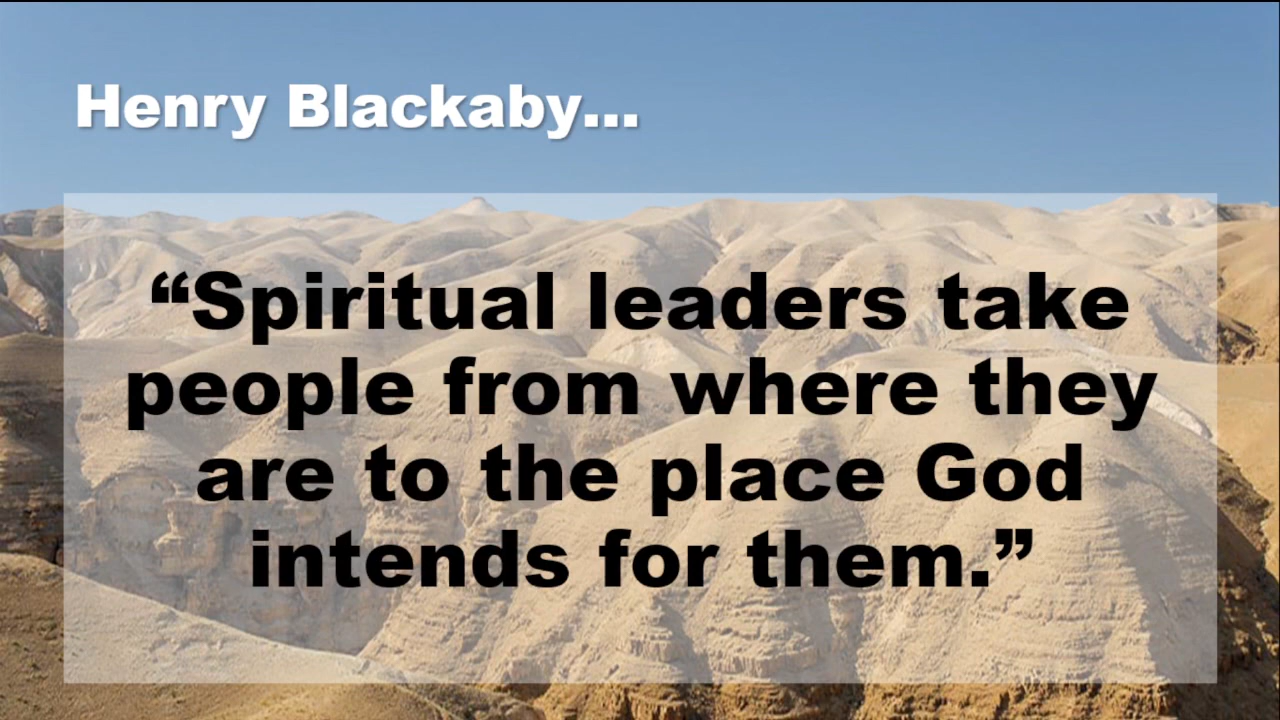 Henry Blackaby...
“Spiritual leaders take
people from where they
are to the place God
intends for them.”